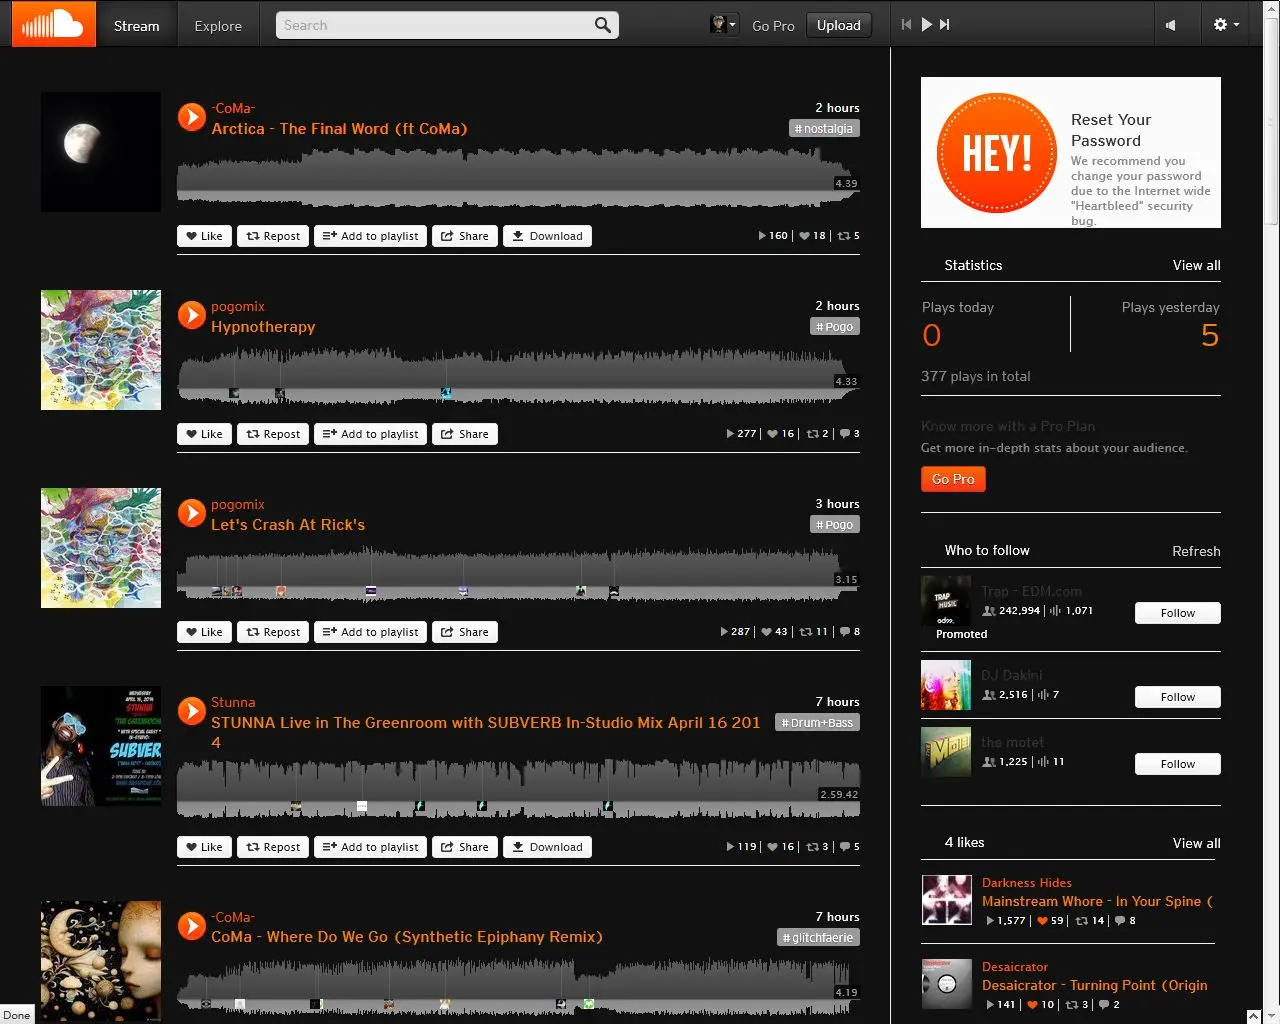 Stream
Explore
Search
Go Pro
Upload
-CoMa-
2 hours
Arctica - The Final Word (ft CoMa)
# nostalgia
4.39
Like
Repost
Add to playlist
Share
Download
160 | 18 | 5
pogomix
2 hours
Hypnotherapy
# Pogo
4.33
Like
Repost
Add to playlist
Share
277 | 16 | 2 | 3
pogomix
3 hours
Let's Crash At Rick's
# Pogo
3.15
Like
Repost
Add to playlist
Share
287 | 43 | 11 | 8
WEDNESDAY
APRIL 16, 2014
STUNNA
SUBVERB
Stunna
7 hours
STUNNA Live in The Greenroom with SUBVERB In-Studio Mix April 16 201
4
# Drum+Bass
2.59.42
Like
Repost
Add to playlist
Share
Download
119 | 16 | 3 | 5
-CoMa-
7 hours
CoMa - Where Do We Go (Synthetic Epiphany Remix)
# glitchfaerie
4.19
Done
HEY!
Reset Your
Password
We recommend you
change your password
due to the Internet wide
"Heartbleed" security
bug.
Statistics
View all
Plays today
Plays yesterday
0
5
377 plays in total
Know more with a Pro Plan
Get more in-depth stats about your audience.
Go Pro
Who to follow
Refresh
TRAP
MUSIC
edm.
Trap - EDM.com
242,994 | 1,071
Follow
Promoted
DJ Dakini
2,516 | 7
Follow
the motet
1,225 | 11
Follow
4 likes
View all
Darkness Hides
Mainstream Whore - In Your Spine (
1,577 | 59 | 14 | 8
Desaicrator
Desaicrator - Turning Point (Origin
141 | 10 | 3 | 2